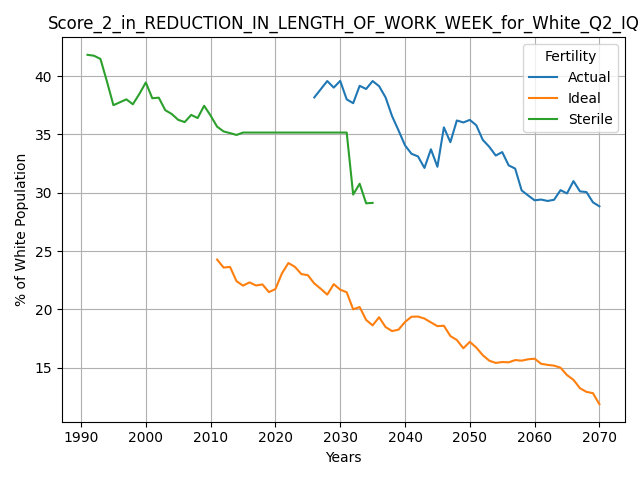 Score_2_in_REDUCTION_IN_LENGTH_OF_WORK_WEEK_for_White_Q2_IQ
Fertility
Actual
Ideal
Sterile
% of White Population
40
35
30
25
20
15
1990 2000 2010 2020 2030 2040 2050 2060 2070
Years